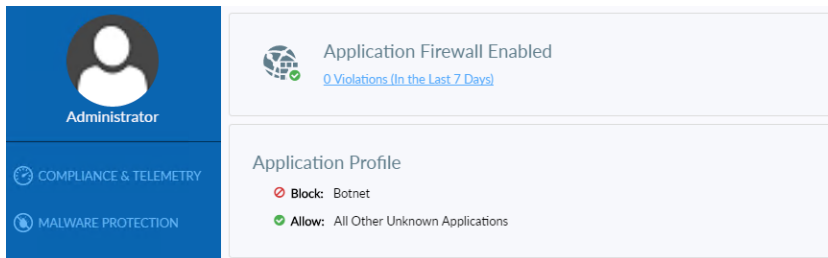 Administrator
COMPLIANCE & TELEMETRY
MALWARE PROTECTION
Application Firewall Enabled
0 Violations (In the Last 7 Days)
Application Profile
Block: Botnet
Allow: All Other Unknown Applications